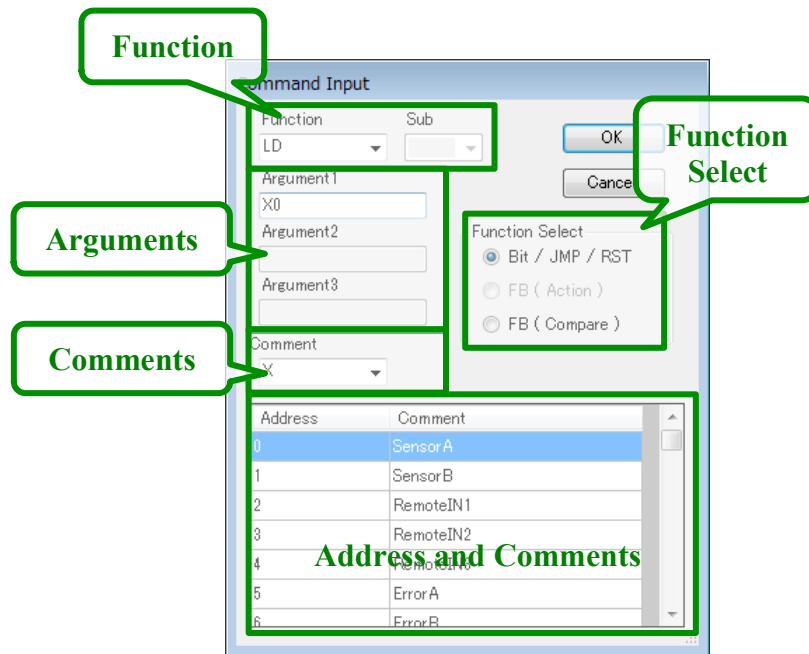 Function
Command Input
Function Sub
LD
OK
Function
Select
Argument1
X0
Cancel
Arguments
Argument2
Argument3
Function Select
Bit / JMP / RST
FB ( Action )
FB ( Compare )
Comments
Comment
X
Address Comment
0 SensorA
1 SensorB
2 RemoteIN1
3 RemoteIN2
Address and Comments
4
5 ErrorA
6 ErrorB